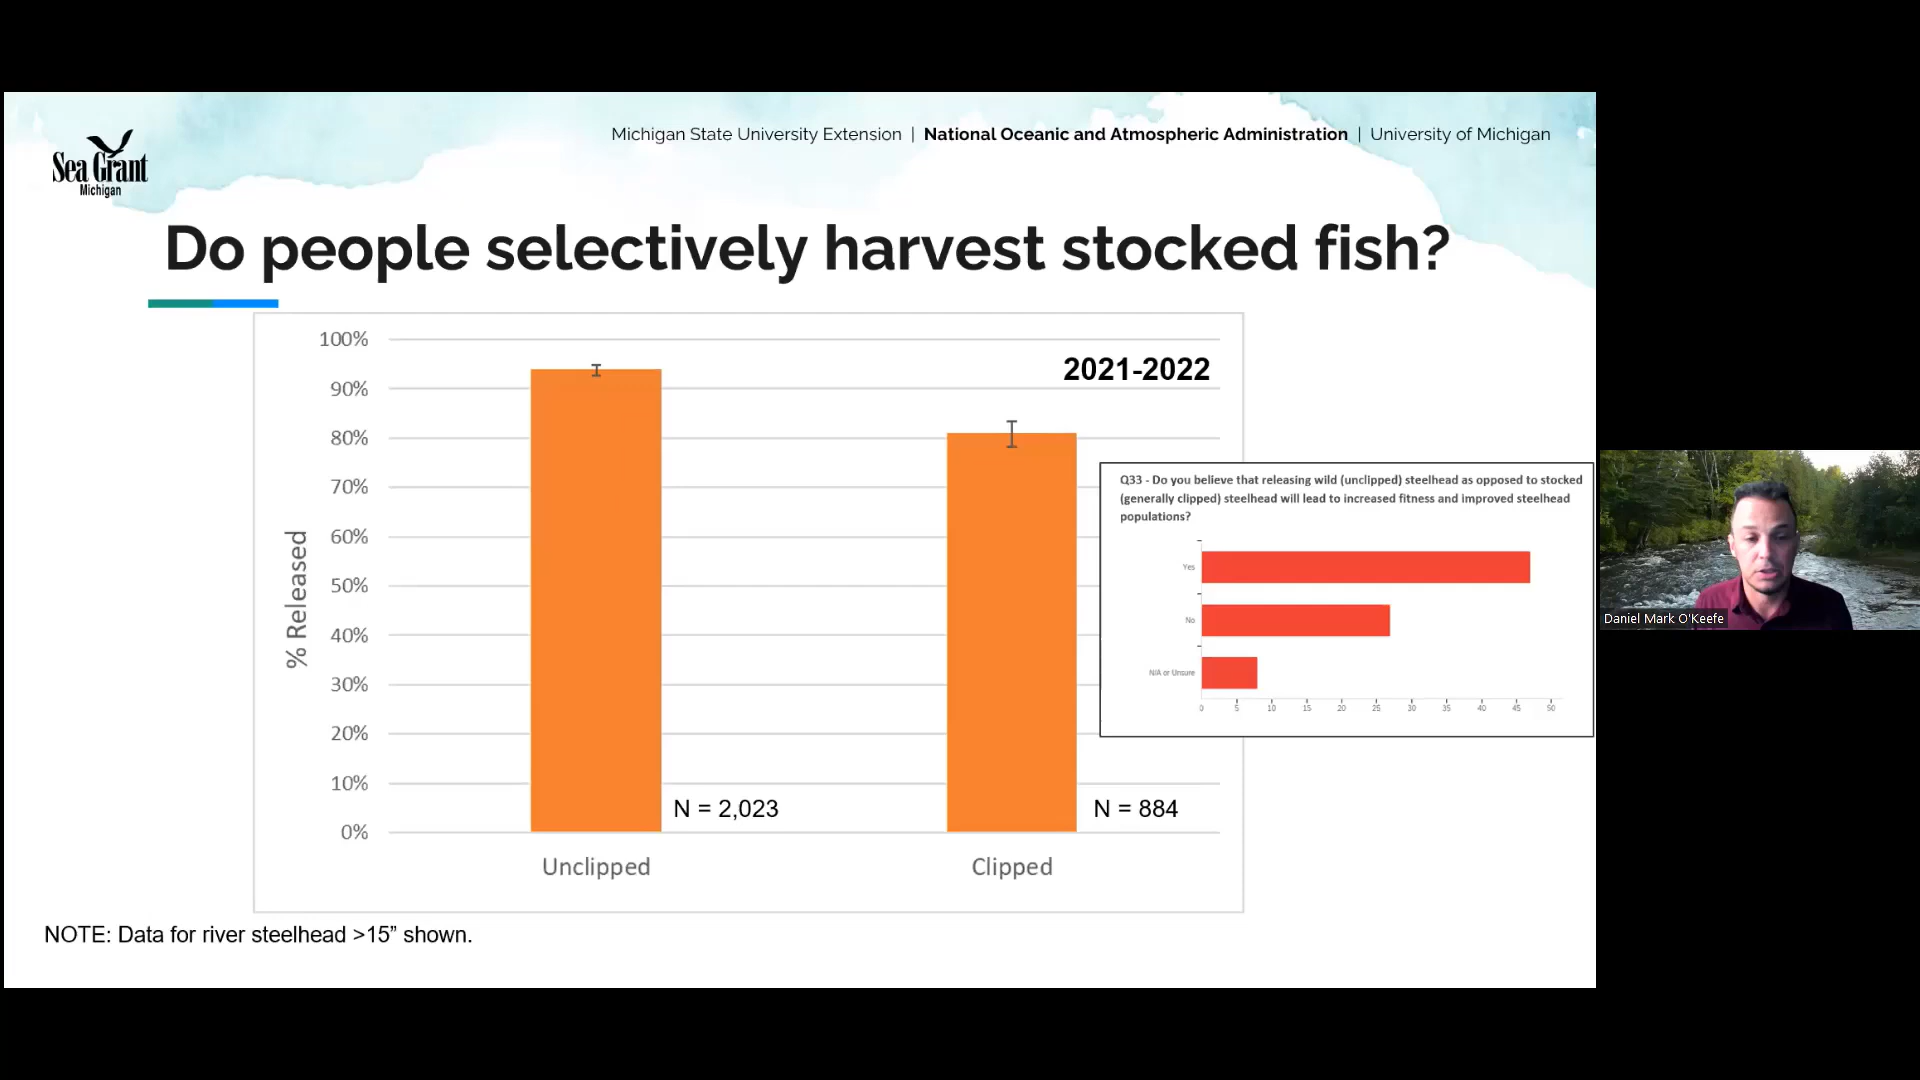 Sea Grant
Michigan
Michigan State University Extension | National Oceanic and Atmospheric Administration | University of Michigan
Do people selectively harvest stocked fish?
2021-2022
% Released
100%
90%
80%
70%
60%
50%
40%
30%
20%
10%
0%
N = 2,023
N = 884
Unclipped
Clipped
Q33 - Do you believe that releasing wild (unclipped) steelhead as opposed to stocked
(generally clipped) steelhead will lead to increased fitness and improved steelhead
populations?
Yes
No
N/A or Unsure
0 5 10 15 20 25 30 35 40 45 50
NOTE: Data for river steelhead >15” shown.
Daniel Mark O'Keefe